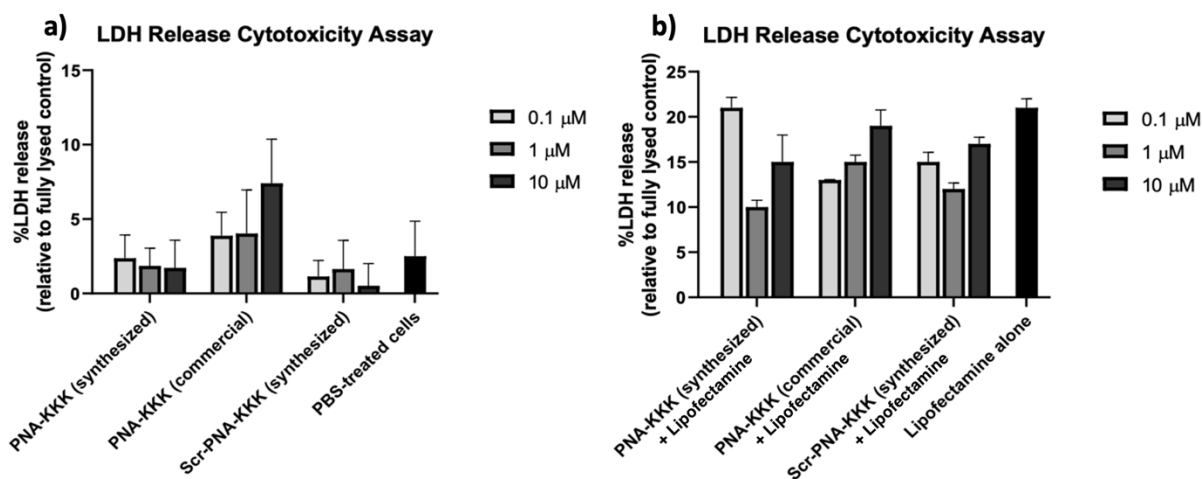 a)
LDH Release Cytotoxicity Assay
%LDH release
(relative to fully lysed control)
15
10
5
0
0.1 μM
1 μM
10 μM
PNA-KKK (synthesized)
PNA-KKK (commercial)
Scr-PNA-KKK (synthesized)
PBS-treated cells
b)
LDH Release Cytotoxicity Assay
%LDH release
(relative to fully lysed control)
25
20
15
10
5
0
0.1 μM
1 μM
10 μM
PNA-KKK (synthesized)
+ Lipofectamine
PNA-KKK (commercial)
+ Lipofectamine
Scr-PNA-KKK (synthesized)
+ Lipofectamine
Lipofectamine alone